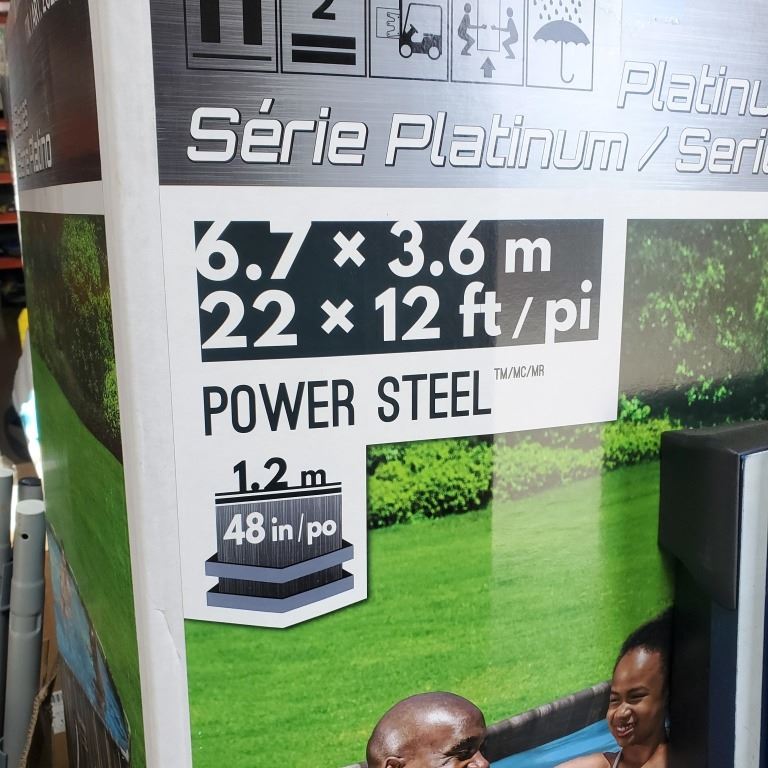 2
Platinu
Série Platinum / Serie
6.7 × 3.6 m
22 × 12 ft / pi
POWER STEEL TM/MC/MR
1.2 m
48 in/po